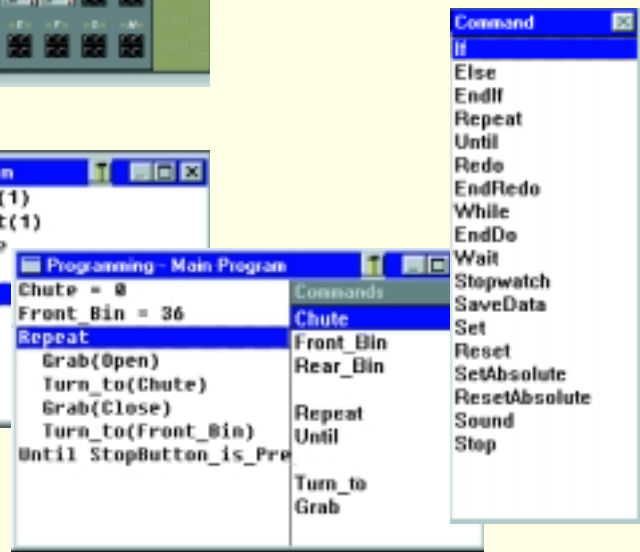 E F G H
Command
If
Else
EndIf
Repeat
Until
Redo
EndRedo
While
EndDo
Wait
Stopwatch
SaveData
Set
Reset
SetAbsolute
ResetAbsolute
Sound
Stop
(1)
t(1)
Programming - Main Program
Chute = 0
Front_Bin = 36
Repeat
Grab(Open)
Turn_to(Chute)
Grab(Close)
Turn_to(Front_Bin)
Until StopButton_is_Pre
Commands
Chute
Front_Bin
Rear_Bin
Repeat
Until
Turn_to
Grab